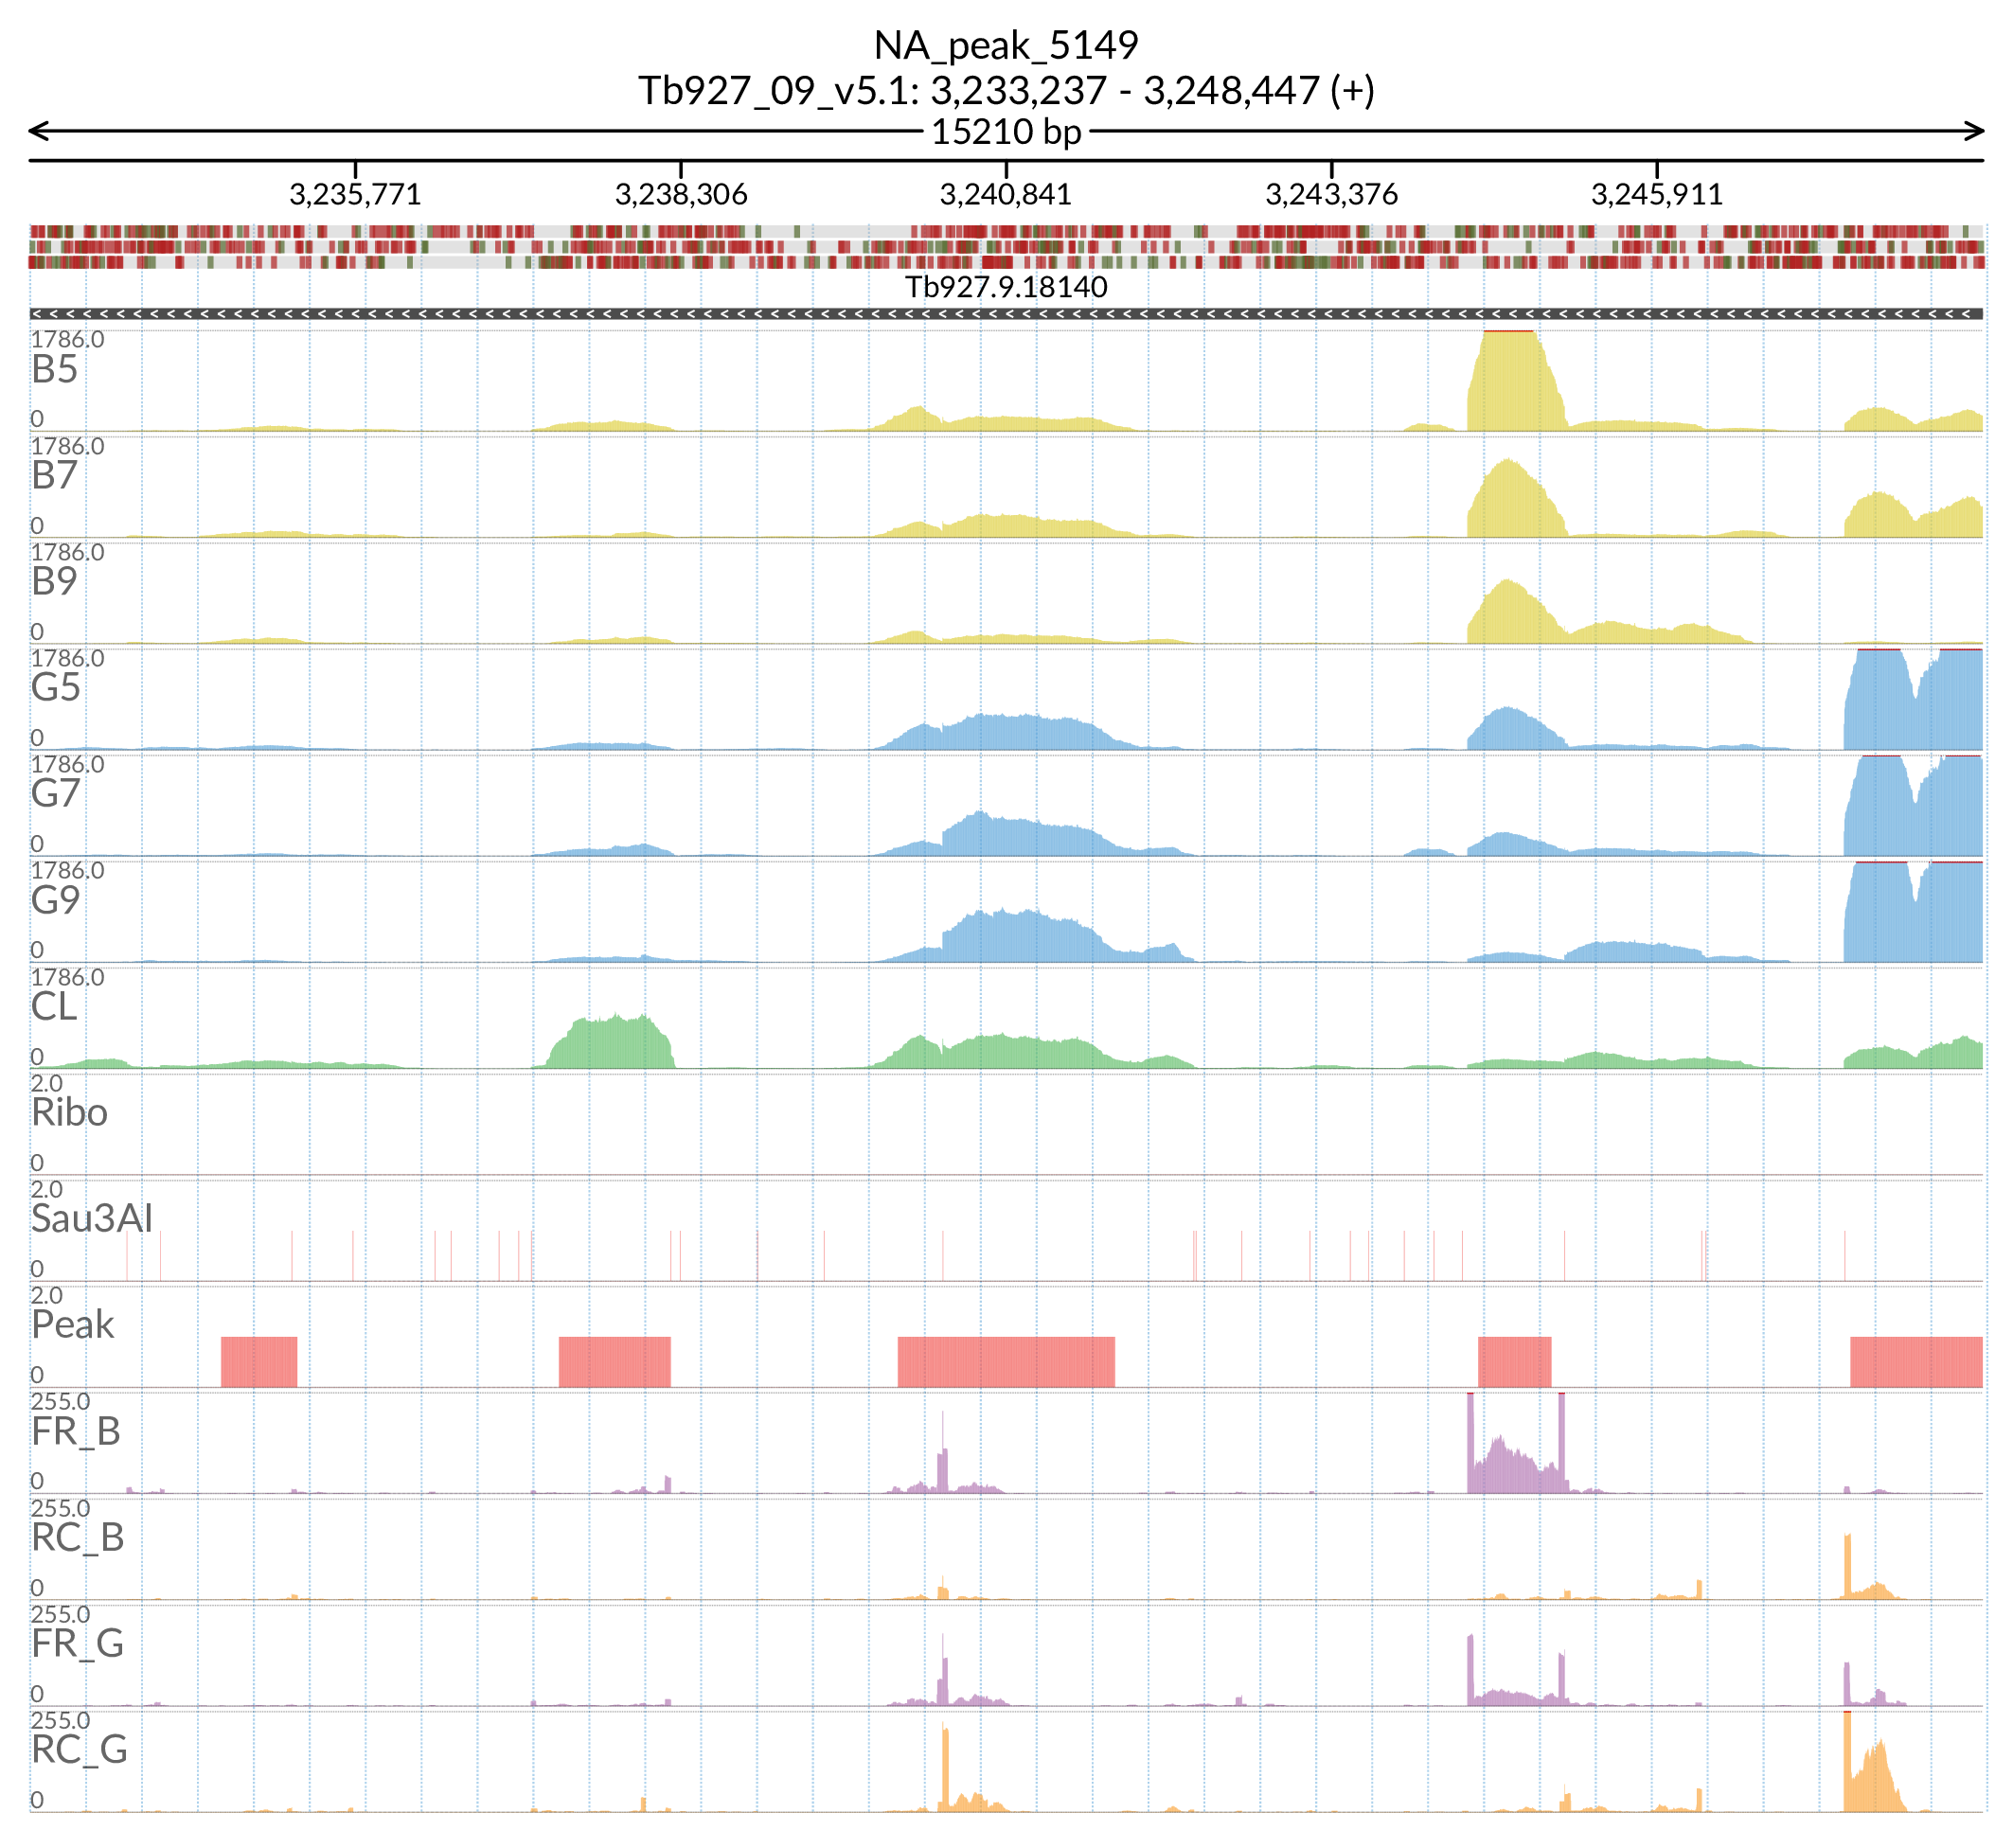 NA_peak_5149
Tb927_09_v5.1: 3,233,237 - 3,248,447 (+)
15210 bp
3,235,771 3,238,306 3,240,841 3,243,376 3,245,911
Tb927.9.18140
1786.0
B5
0
1786.0
B7
0
1786.0
B9
0
1786.0
G5
0
1786.0
G7
0
1786.0
G9
0
1786.0
CL
0
2.0
Ribo
0
2.0
Sau3AI
0
2.0
Peak
0
255.0
FR_B
0
255.0
RC_B
0
255.0
FR_G
0
255.0
RC_G
0